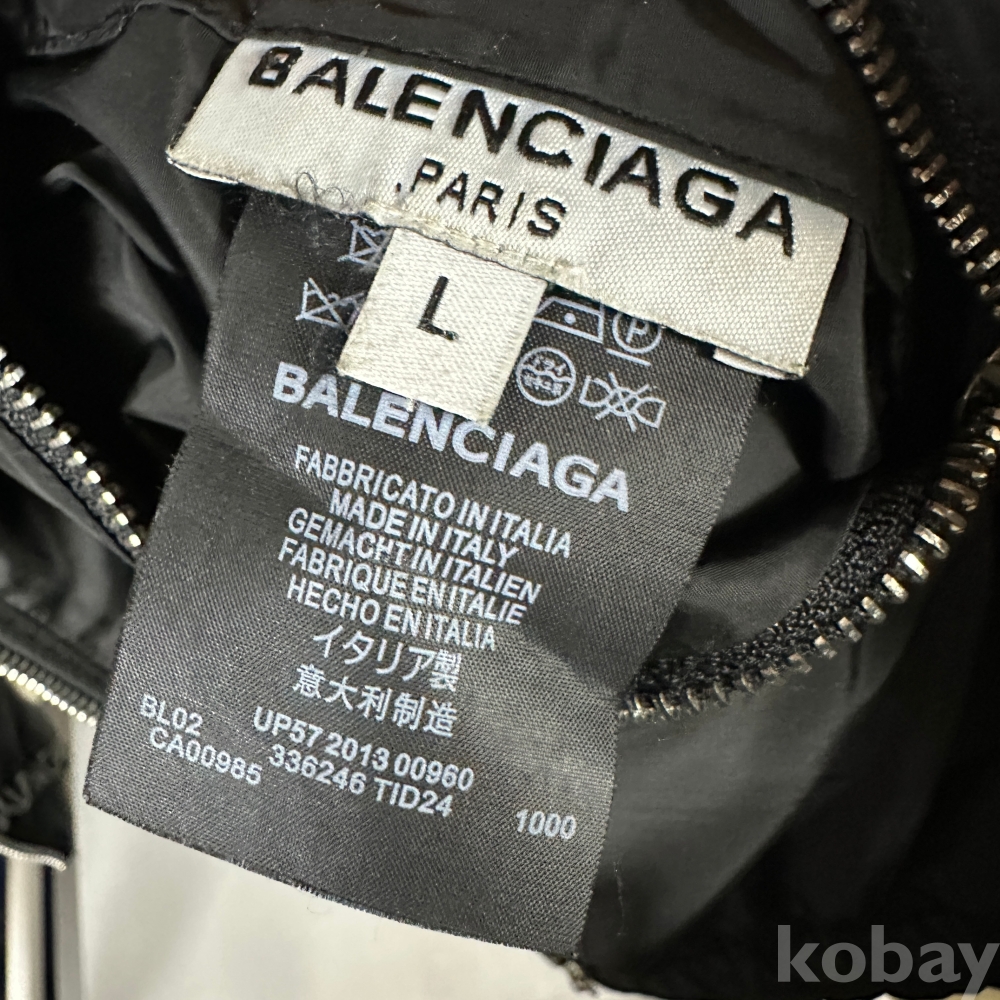 BALENCIAGA
PARIS
L
P
BALENCIAGA
FABBRICATO IN ITALIA
MADE IN ITALY
GEMACHT IN ITALIEN
FABRIQUE EN ITALIE
HECHO EN ITALIA
イタリア製
意大利制造
BL02 UP57 2013 00960
CA00985 336246 TID24 1000
kobay